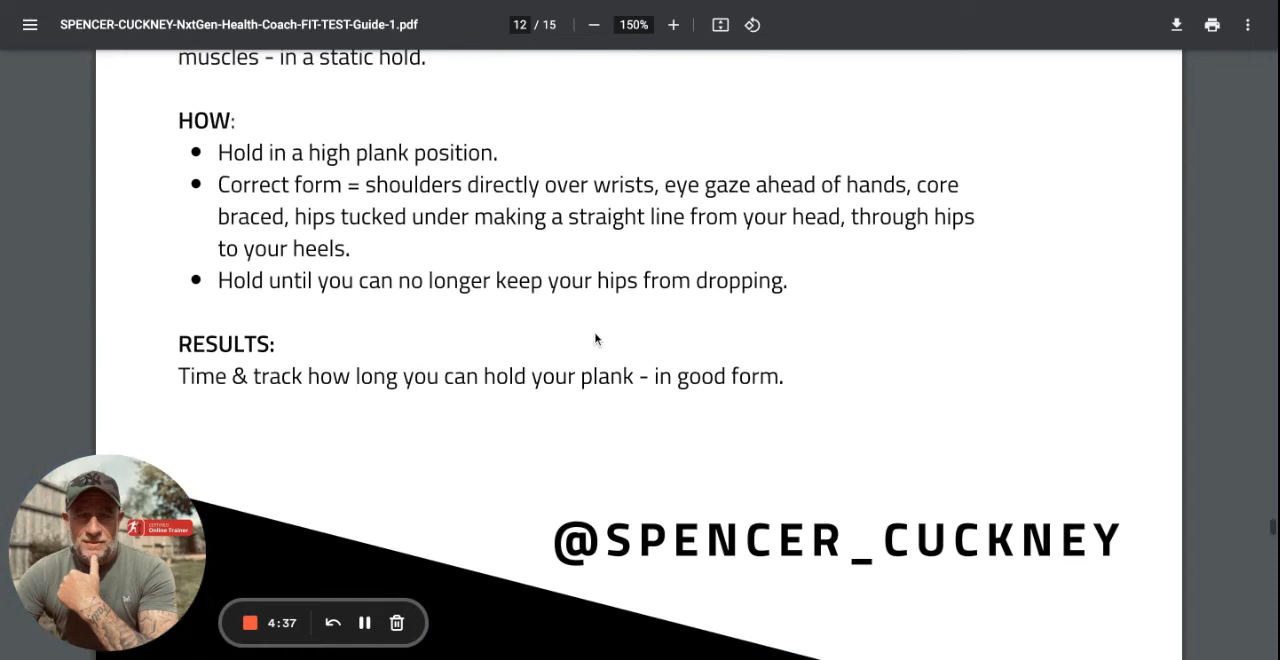 SPENCER-CUCKNEY-NxtGen-Health-Coach-FIT-TEST-Guide-1.pdf
12 / 15
150%
muscles - in a static hold.
HOW:
Hold in a high plank position.
Correct form = shoulders directly over wrists, eye gaze ahead of hands, core
braced, hips tucked under making a straight line from your head, through hips
to your heels.
Hold until you can no longer keep your hips from dropping.
RESULTS:
Time & track how long you can hold your plank - in good form.
CERTIFIED
Online Trainer
@SPENCER_CUCKNEY
4:37